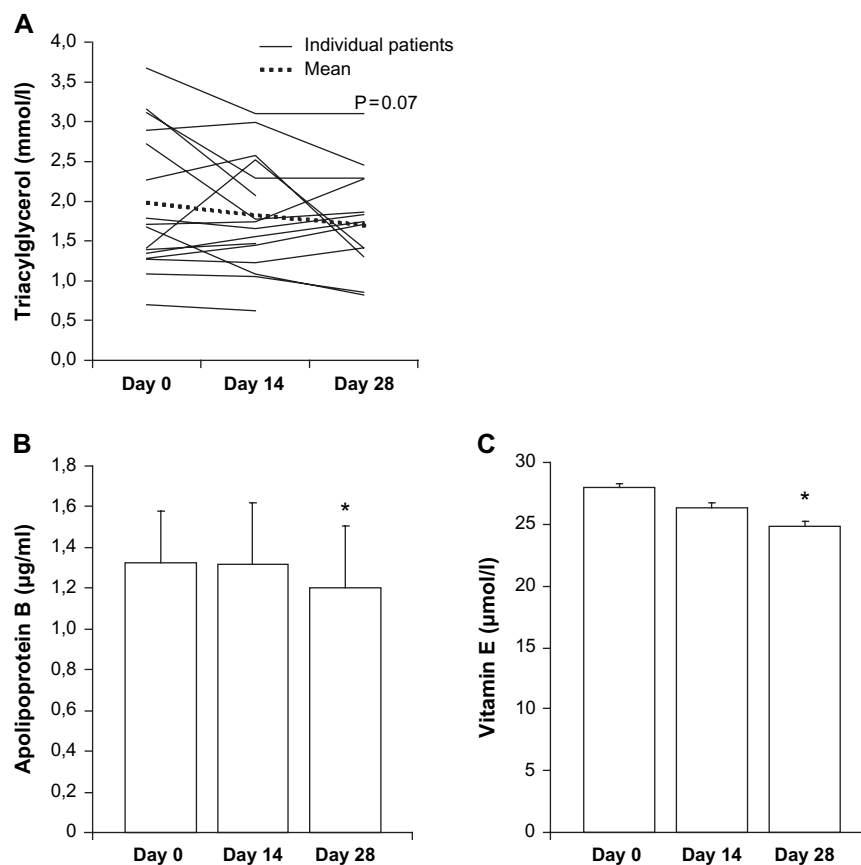 A
Triacylglycerol (mmol/l)
4,0
3,5
3,0
2,5
2,0
1,5
1,0
0,5
0,0
Individual patients
Mean
P=0.07
Day 0 Day 14 Day 28
B
Apolipoprotein B (µg/ml)
1,8
1,6
1,4
1,2
1,0
0,8
0,6
0,4
0,2
0
*
Day 0 Day 14 Day 28
C
Vitamin E (µmol/l)
30
25
20
15
10
5
0
*
Day 0 Day 14 Day 28